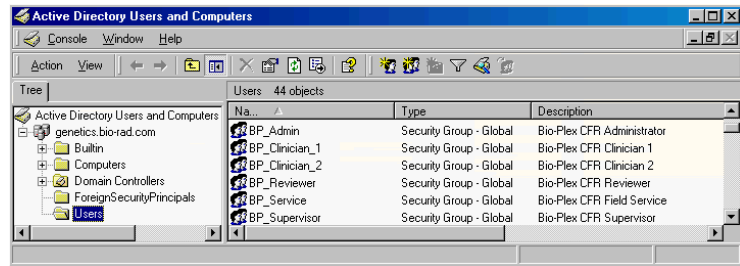 Active Directory Users and Computers
Console Window Help
Action View
Tree
Users 44 objects
Active Directory Users and Computers
genetics.bio-rad.com
Builtin
Computers
Domain Controllers
ForeignSecurityPrincipals
Users
Na... Type Description
BP_Admin Security Group - Global Bio-Plex CFR Administrator
BP_Clinician_1 Security Group - Global Bio-Plex CFR Clinician 1
BP_Clinician_2 Security Group - Global Bio-Plex CFR Clinician 2
BP_Reviewer Security Group - Global Bio-Plex CFR Reviewer
BP_Service Security Group - Global Bio-Plex CFR Field Service
BP_Supervisor Security Group - Global Bio-Plex CFR Supervisor